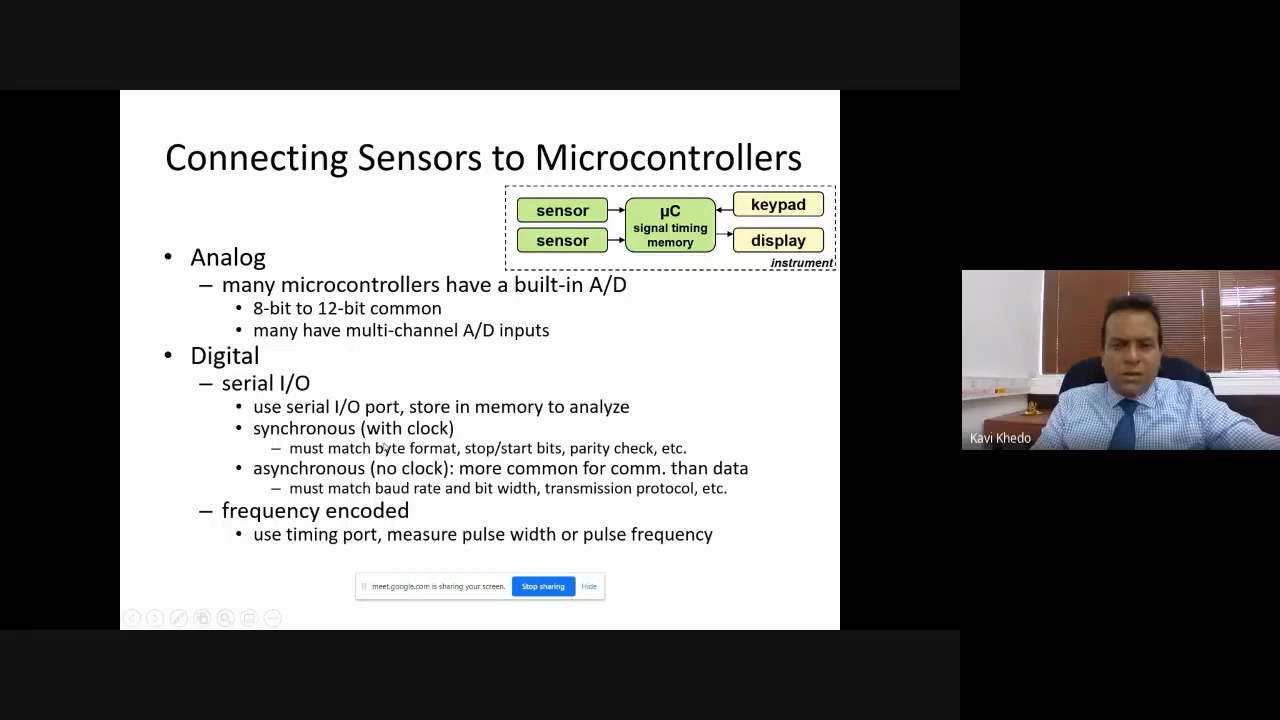 Connecting Sensors to Microcontrollers
sensor
sensor
µC
signal timing
memory
keypad
display
instrument
• Analog
– many microcontrollers have a built-in A/D
• 8-bit to 12-bit common
• many have multi-channel A/D inputs
• Digital
– serial I/O
• use serial I/O port, store in memory to analyze
• synchronous (with clock)
– must match byte format, stop/start bits, parity check, etc.
• asynchronous (no clock): more common for comm. than data
– must match baud rate and bit width, transmission protocol, etc.
– frequency encoded
• use timing port, measure pulse width or pulse frequency
meet.google.com is sharing your screen. Stop sharing Hide
Kavi Khedo